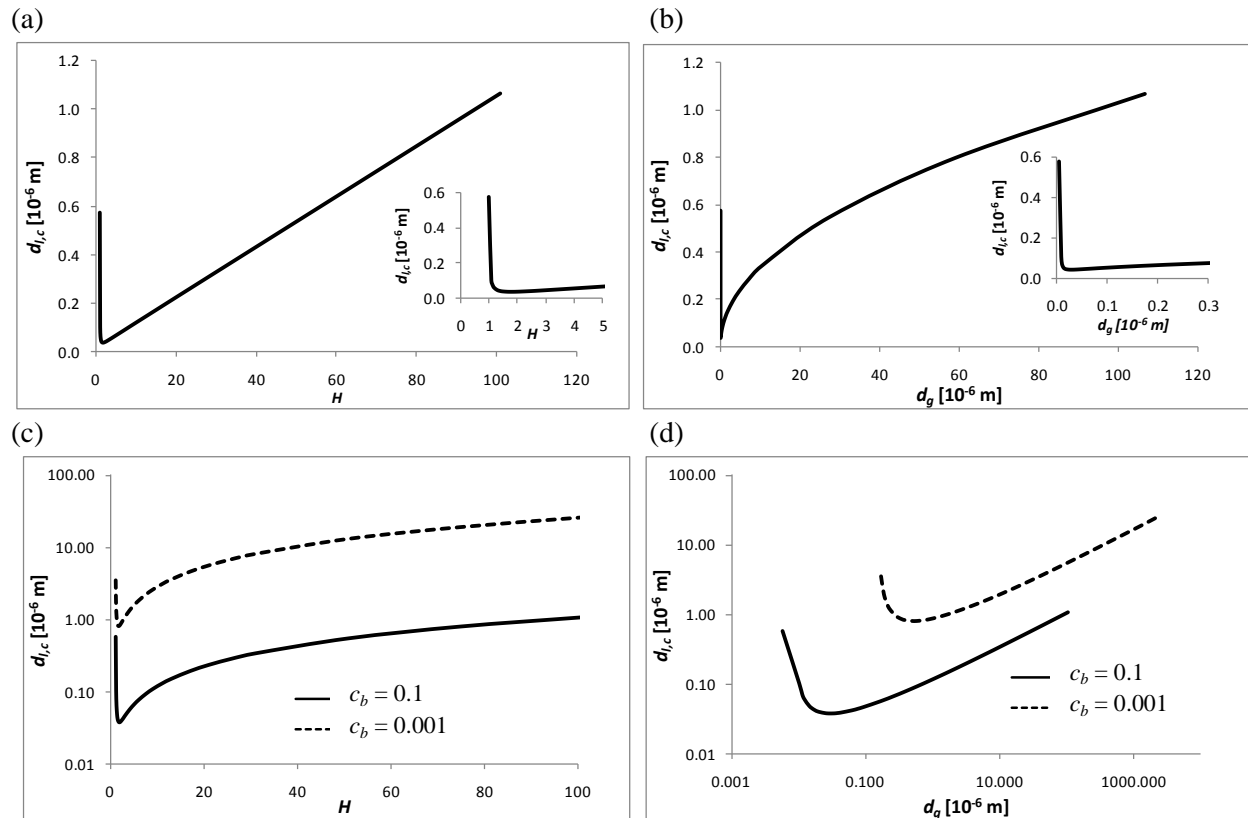 (a)
1.2
1.0
0.8
0.6
0.4
0.2
0.0
d_l,c [10⁻⁶ m]
0 20 40 60 80 100 120
H
0.6
0.4
0.2
0.0
d_l,c [10⁻⁶ m]
0 1 2 3 4 5
H
(b)
1.2
1.0
0.8
0.6
0.4
0.2
0.0
d_l,c [10⁻⁶ m]
0 20 40 60 80 100 120
d_g [10⁻⁶ m]
0.6
0.4
0.2
0.0
d_l,c [10⁻⁶ m]
0.0 0.1 0.2 0.3
d_g [10⁻⁶ m]
(c)
100.00
10.00
1.00
0.10
0.01
d_l,c [10⁻⁶ m]
0 20 40 60 80 100
H
c_b = 0.1
c_b = 0.001
(d)
100.00
10.00
1.00
0.10
0.01
d_l,c [10⁻⁶ m]
0.001 0.100 10.000 1000.000
d_g [10⁻⁶ m]
c_b = 0.1
c_b = 0.001